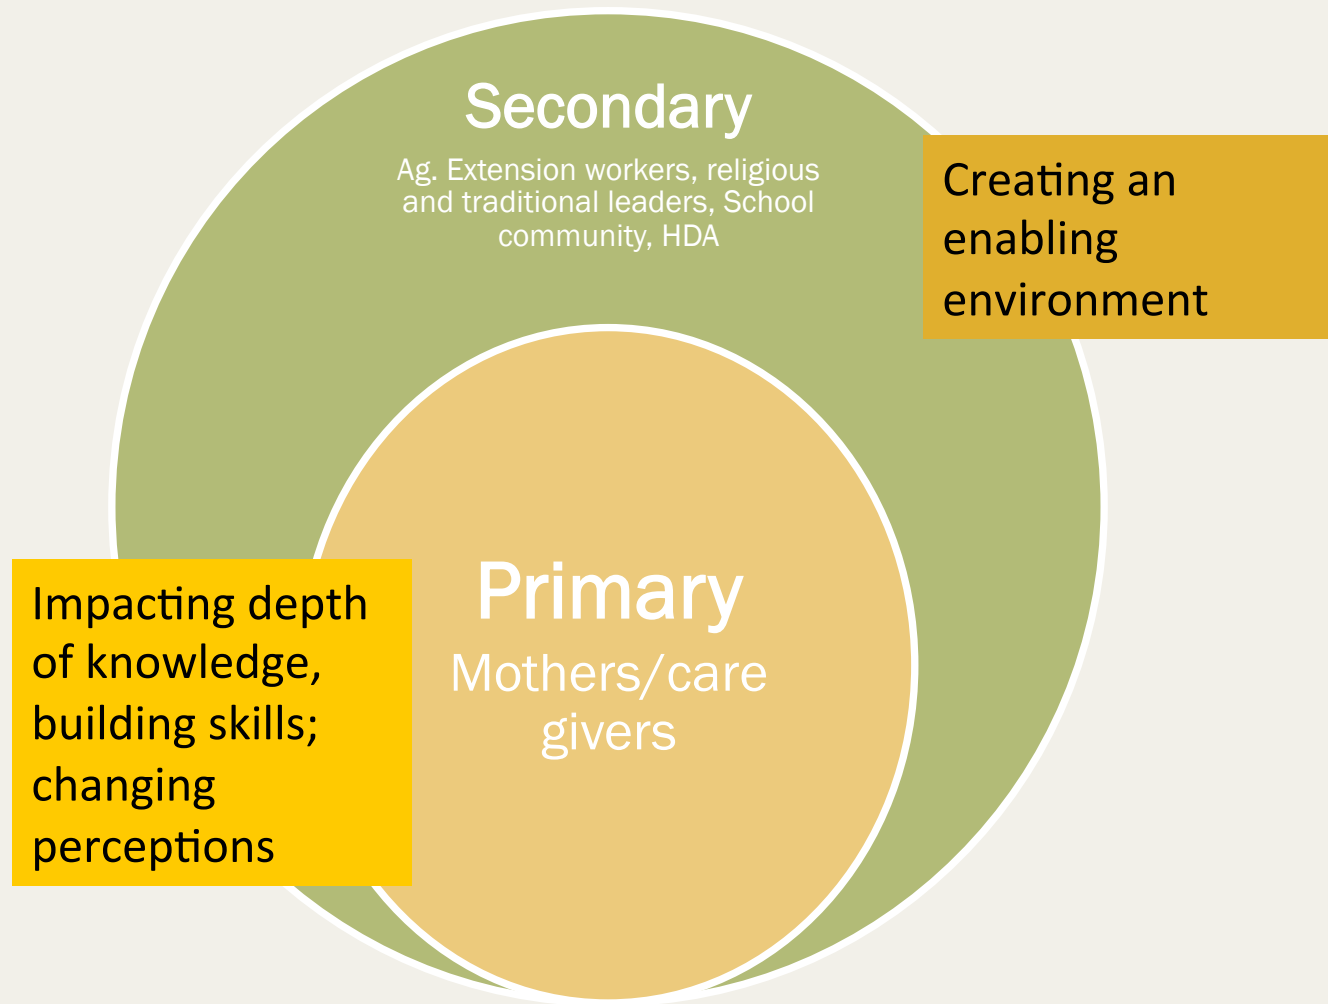 Secondary
Ag. Extension workers, religious
and traditional leaders, School
community, HDA
Creating an
enabling
environment
Primary
Mothers/care
givers
Impacting depth
of knowledge,
building skills;
changing
perceptions